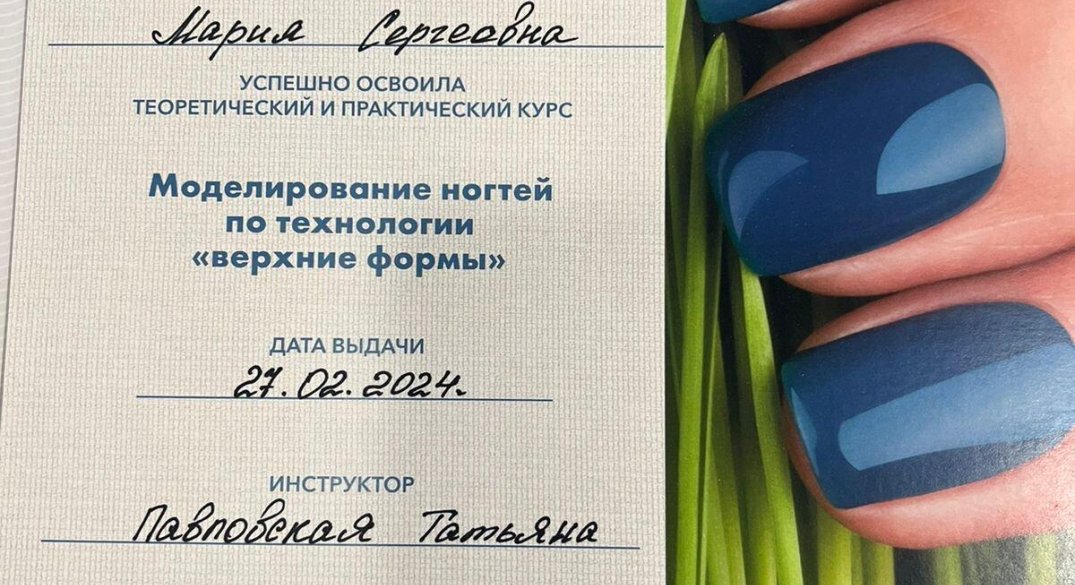 Мария Сергеевна
УСПЕШНО ОСВОИЛА
ТЕОРЕТИЧЕСКИЙ И ПРАКТИЧЕСКИЙ КУРС
Моделирование ногтей
по технологии
«верхние формы»
ДАТА ВЫДАЧИ
27.02.2024г.
ИНСТРУКТОР
Павловская Татьяна